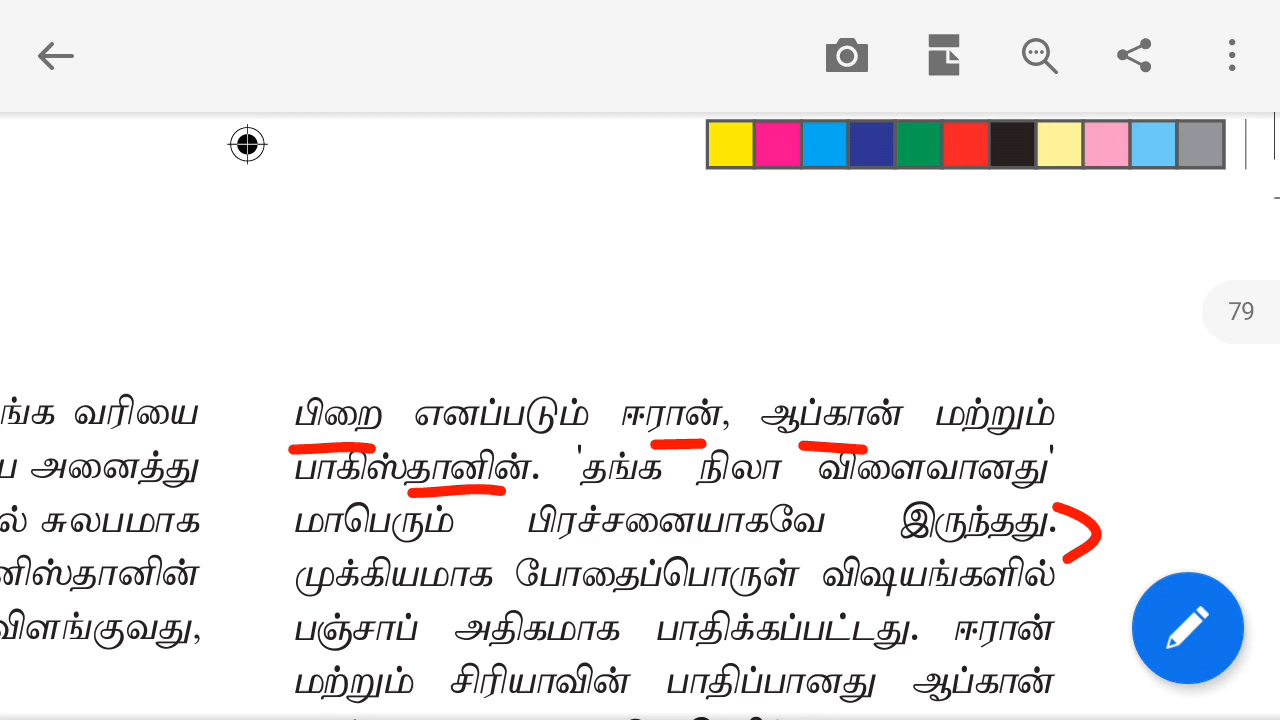 79
ங்க வரியை
அனைத்து
ல் சுலபமாக
னிஸ்தானின்
விளங்குவது,
பிறை எனப்படும் ஈரான், ஆப்கான் மற்றும்
பாகிஸ்தானின். 'தங்க நிலா விளைவானது'
மாபெரும் பிரச்சனையாகவே இருந்தது.
முக்கியமாக போதைப்பொருள் விஷயங்களில்
பஞ்சாப் அதிகமாக பாதிக்கப்பட்டது. ஈரான்
மற்றும் சிரியாவின் பாதிப்பானது ஆப்கான்